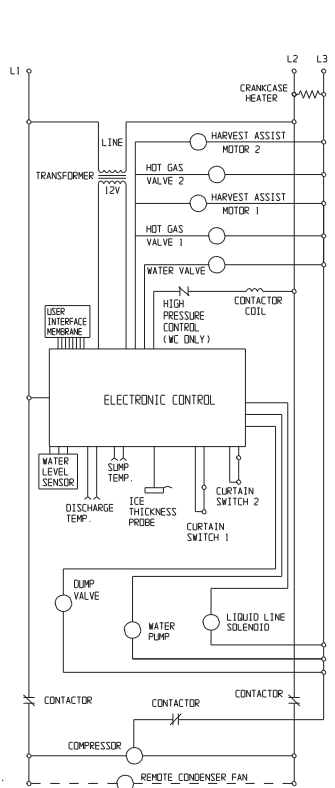 L1
L2
L3
CRANKCASE
HEATER
HARVEST ASSIST
MOTOR 2
LINE
HOT GAS
VALVE 2
TRANSFORMER
12V
HARVEST ASSIST
MOTOR 1
HOT GAS
VALVE 1
WATER VALVE
HIGH
PRESSURE
CONTROL
(WC ONLY)
CONTACTOR
COIL
USER
INTERFACE
MEMBRANE
ELECTRONIC CONTROL
WATER
LEVEL
SENSOR
SUMP
TEMP.
DISCHARGE
TEMP.
ICE
THICKNESS
PROBE
CURTAIN
SWITCH 2
CURTAIN
SWITCH 1
DUMP
VALVE
WATER
PUMP
LIQUID LINE
SOLENOID
CONTACTOR
CONTACTOR
CONTACTOR
COMPRESSOR
REMOTE CONDENSER FAN